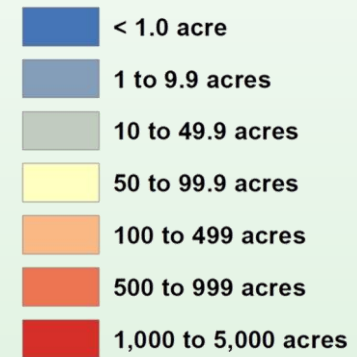 < 1.0 acre
1 to 9.9 acres
10 to 49.9 acres
50 to 99.9 acres
100 to 499 acres
500 to 999 acres
1,000 to 5,000 acres